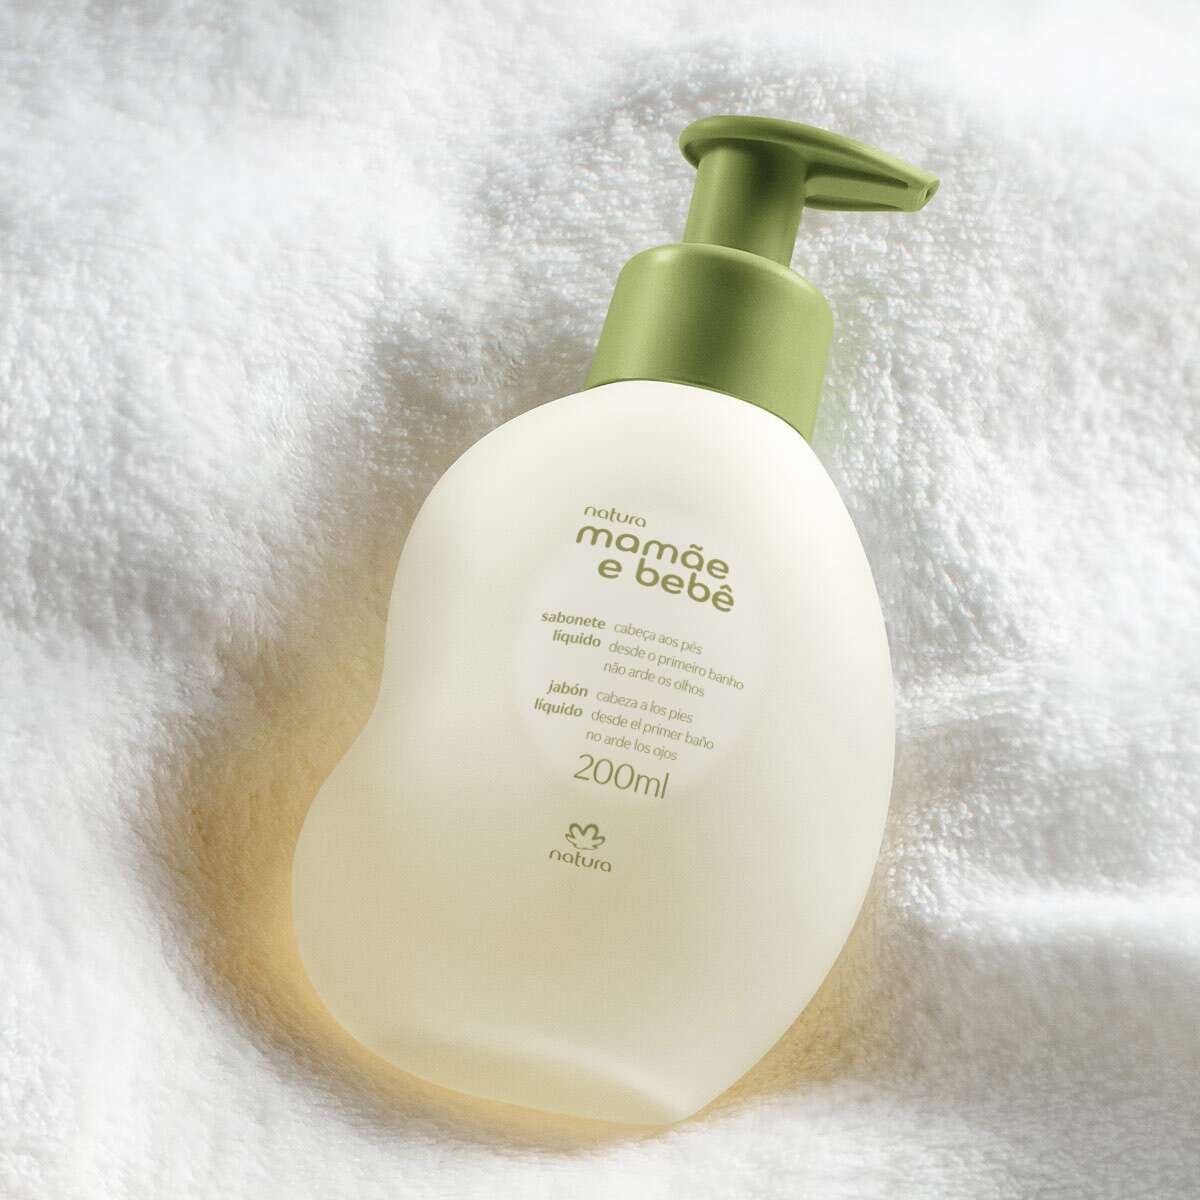 natura
mamãe
e bebê
sabonete líquido
cabeça aos pés
desde o primeiro banho
não arde os olhos
jabón líquido
cabeza a los pies
desde el primer baño
no arde los ojos
200ml
natura